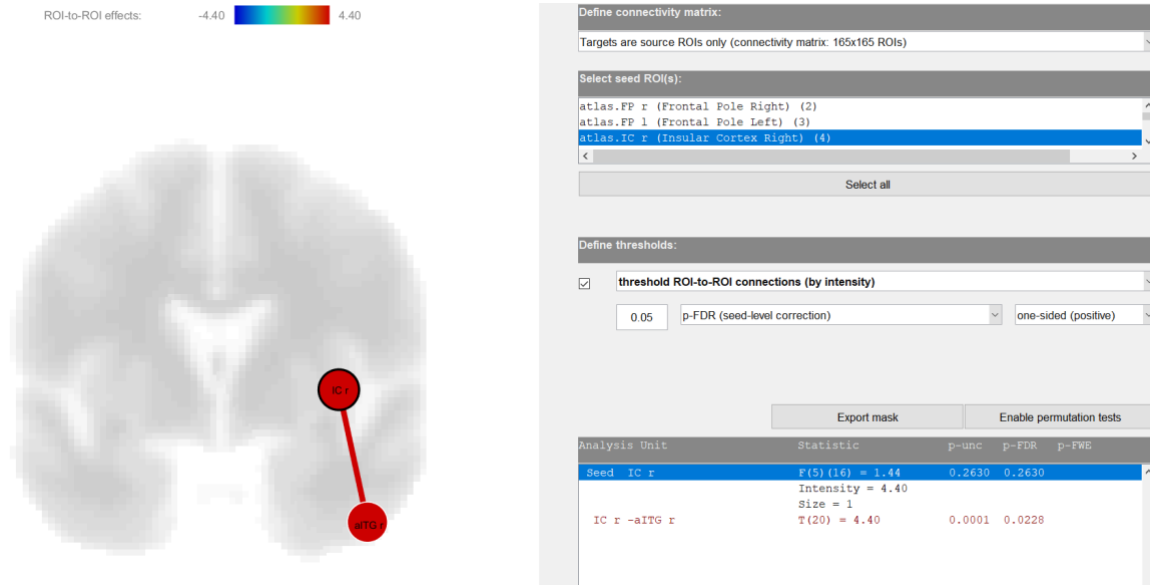 ROI-to-ROI effects: -4.40 4.40
IC r
aITG r
Define connectivity matrix:
Targets are source ROIs only (connectivity matrix: 165x165 ROIs)
Select seed ROI(s):
atlas.FP r (Frontal Pole Right) (2)
atlas.FP l (Frontal Pole Left) (3)
atlas.IC r (Insular Cortex Right) (4)
Select all
Define thresholds:
threshold ROI-to-ROI connections (by intensity)
0.05 p-FDR (seed-level correction) one-sided (positive)
Export mask Enable permutation tests
Analysis Unit Statistic p-unc p-FDR p-FWE
Seed IC r F(5)(16) = 1.44 0.2630 0.2630
Intensity = 4.40
Size = 1
IC r -aITG r T(20) = 4.40 0.0001 0.0228